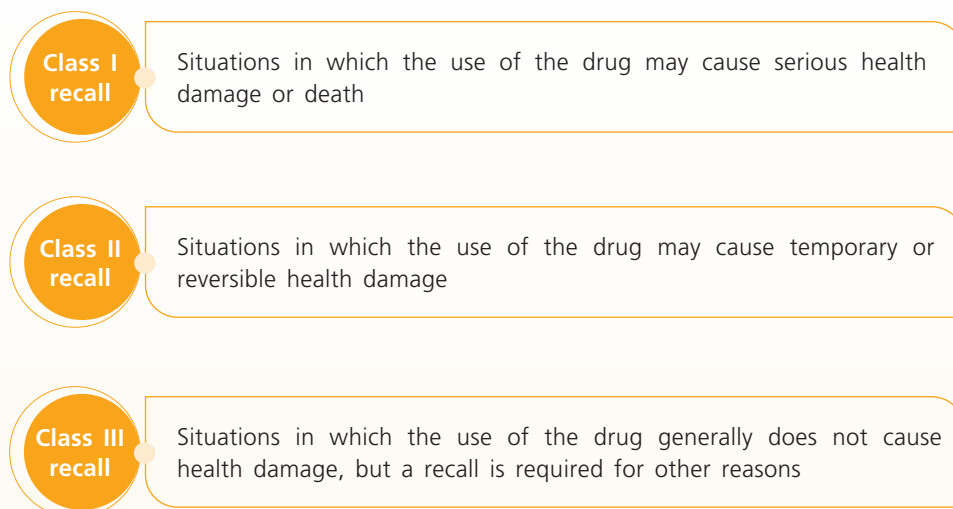 Class I
recall
Situations in which the use of the drug may cause serious health
damage or death
Class II
recall
Situations in which the use of the drug may cause temporary or
reversible health damage
Class III
recall
Situations in which the use of the drug generally does not cause
health damage, but a recall is required for other reasons